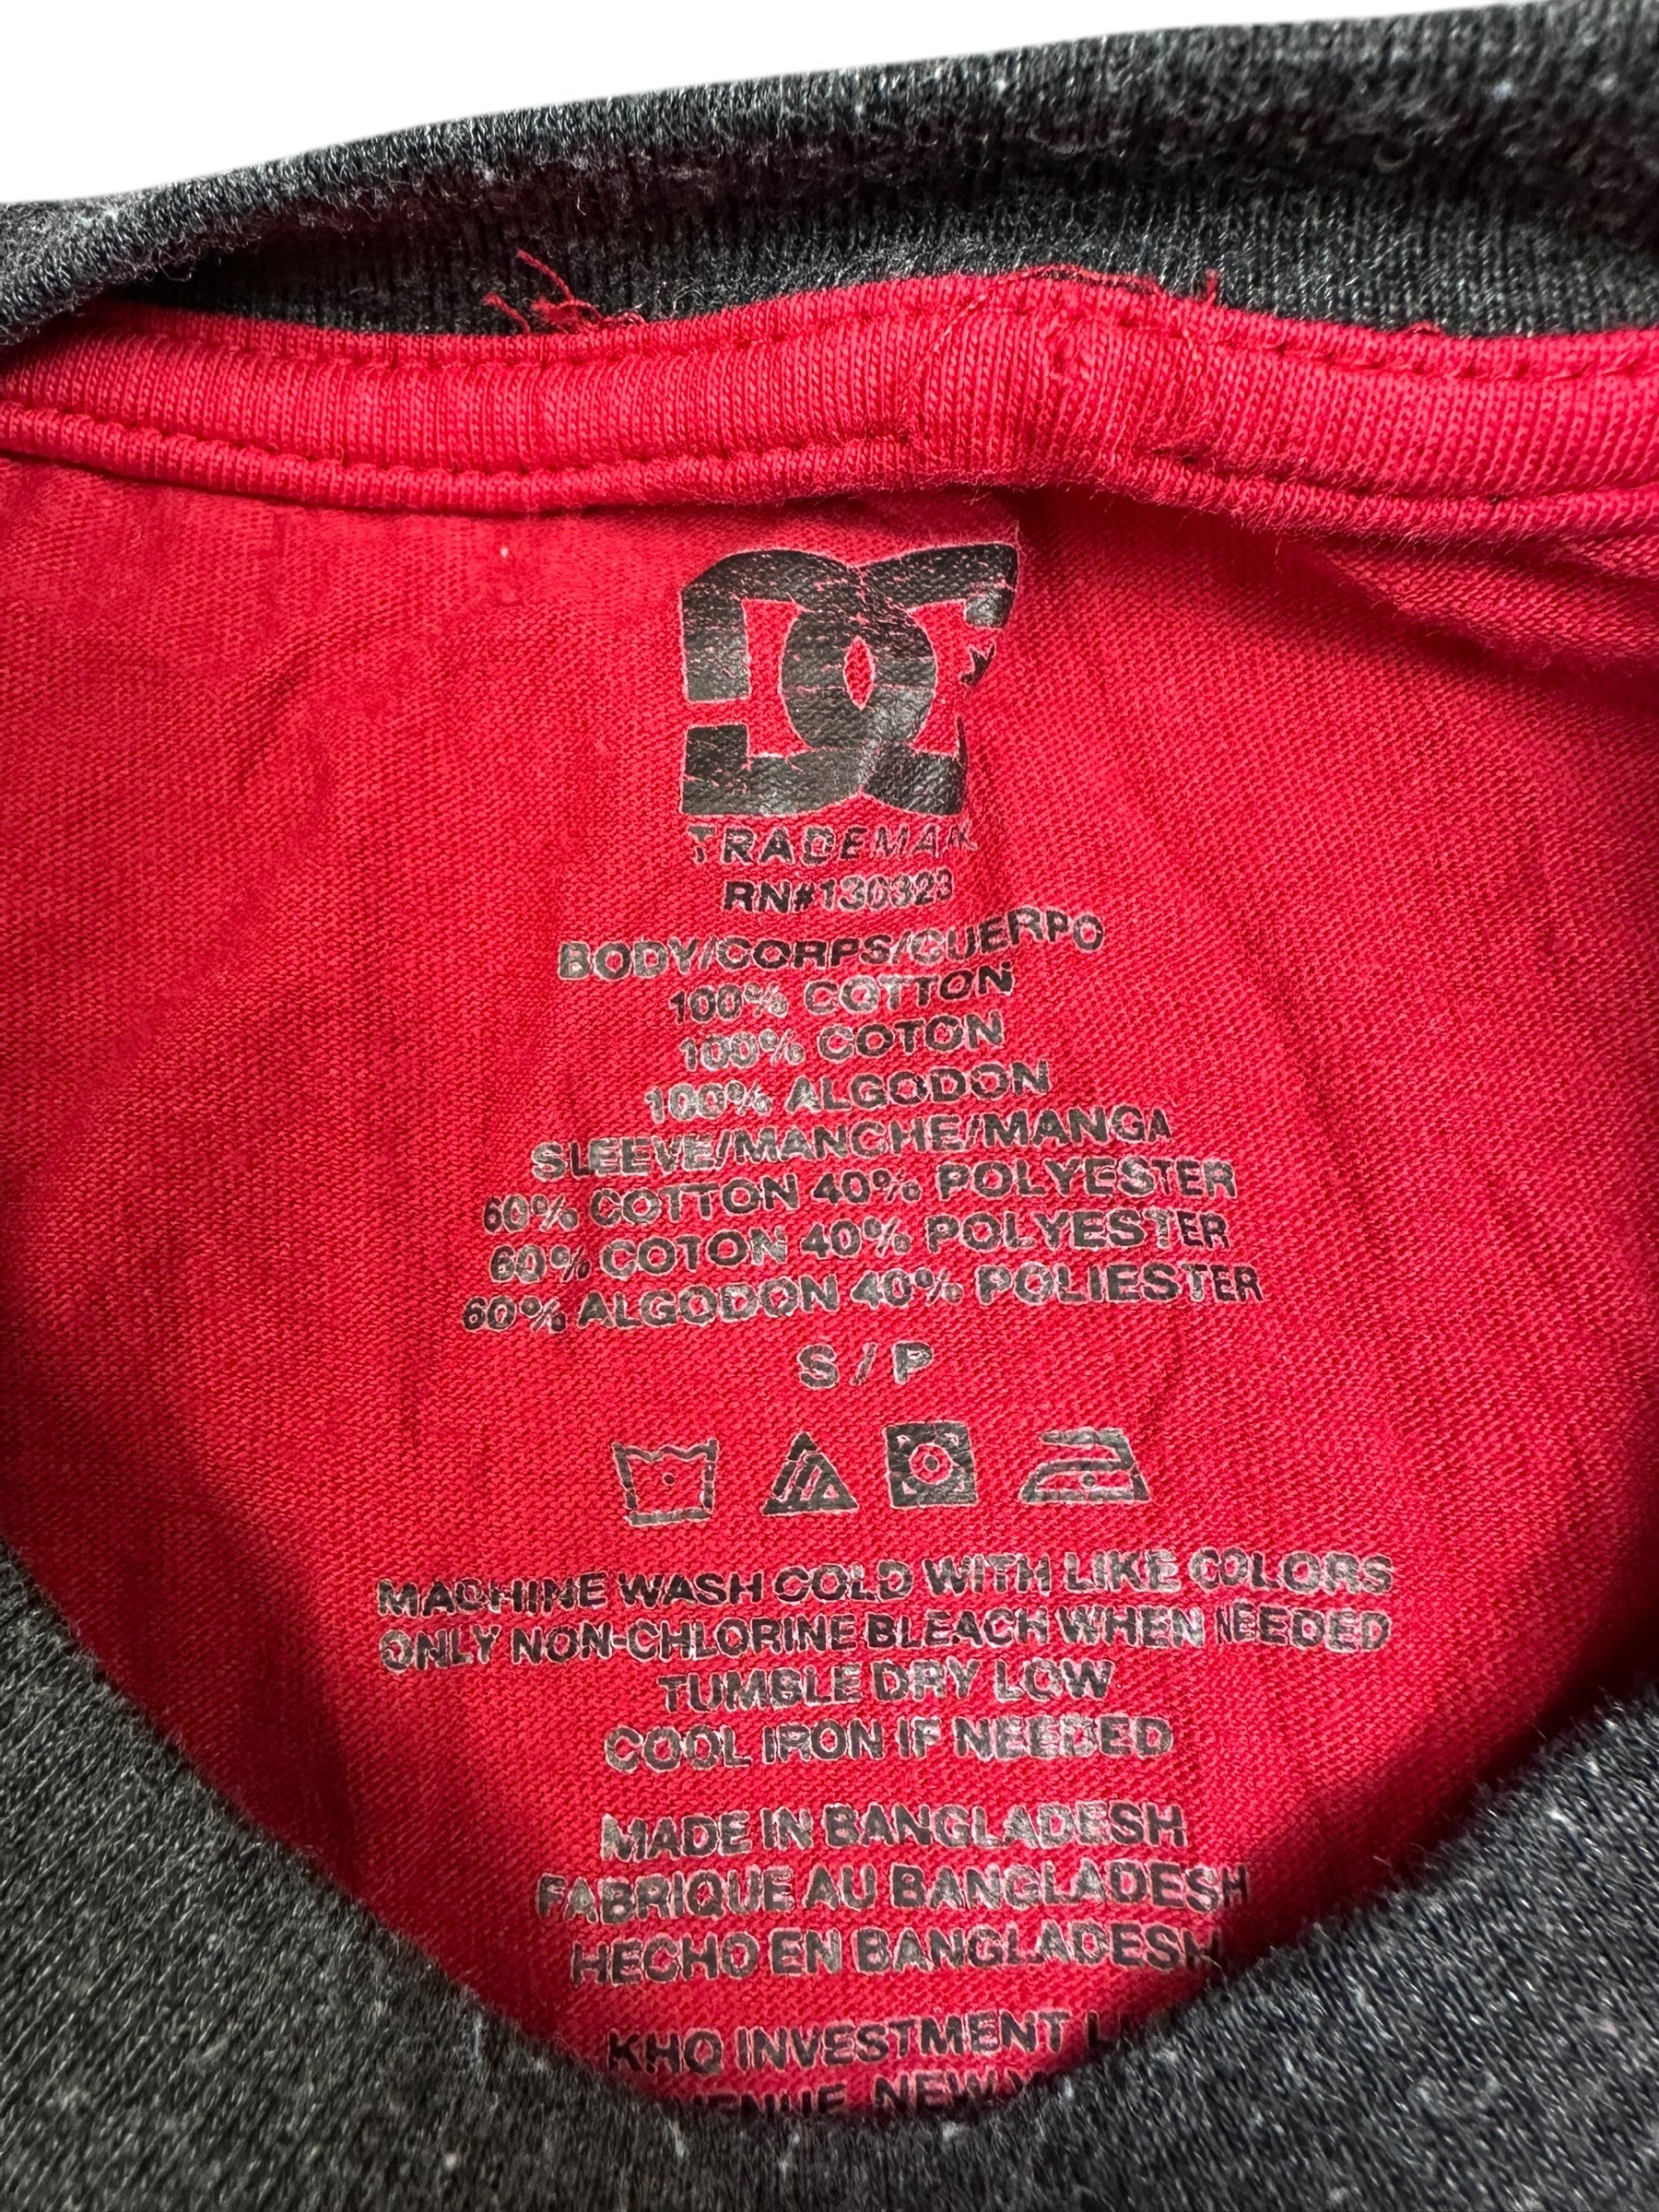 DC
TRADEMARK
RN#130323
BODY/CORPS/CUERPO
100% COTTON
100% COTON
100% ALGODON
SLEEVE/MANCHE/MANGA
60% COTTON 40% POLYESTER
60% COTON 40% POLYESTER
60% ALGODON 40% POLIESTER
S / P
MACHINE WASH COLD WITH LIKE COLORS
ONLY NON-CHLORINE BLEACH WHEN NEEDED
TUMBLE DRY LOW
COOL IRON IF NEEDED
MADE IN BANGLADESH
FABRIQUE AU BANGLADESH
HECHO EN BANGLADESH
KHQ INVESTMENT
NEW